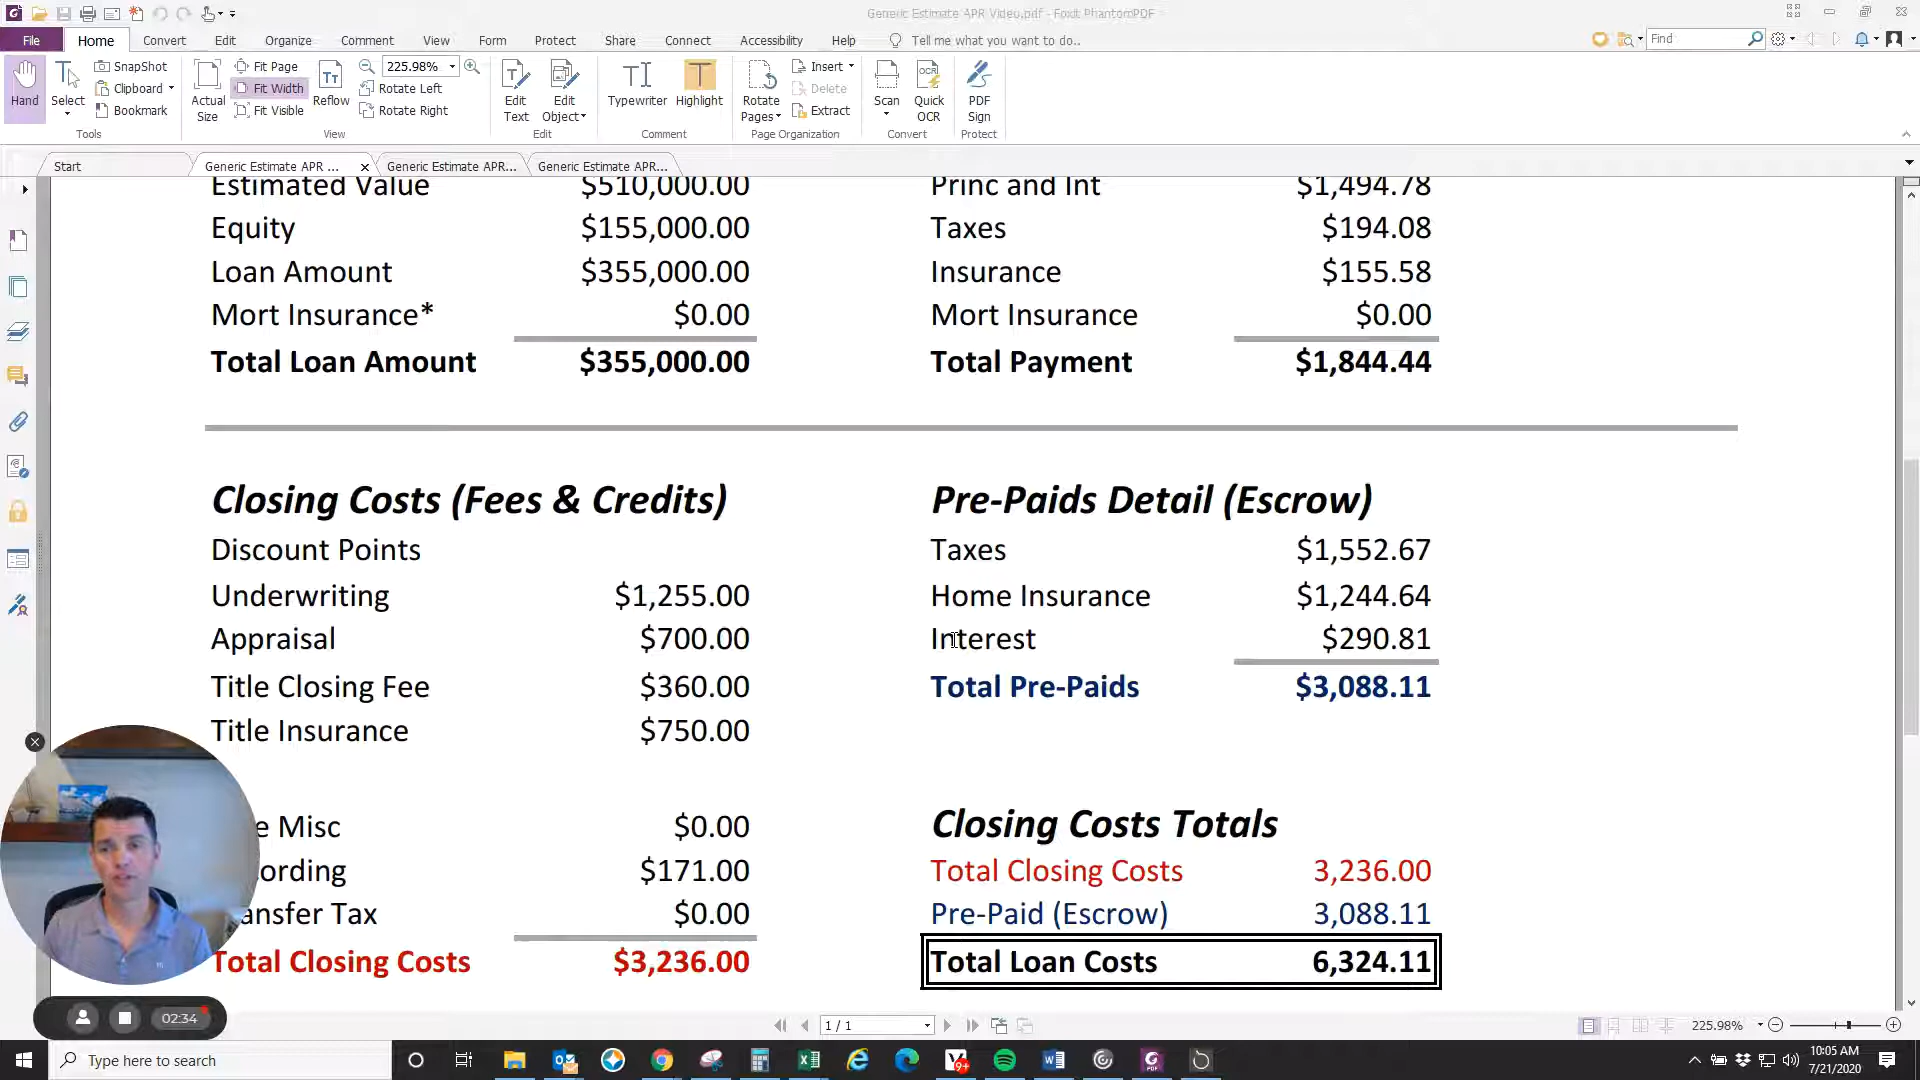 Generic Estimate APR Video.pdf - Foxit PhantomPDF
File Home Convert Edit Organize Comment View Form Protect Share Connect Accessibility Help Tell me what you want to do.. Find
Hand
Select
SnapShot
Clipboard
Bookmark
Tools
Actual Size
Fit Page
Fit Width
Fit Visible
Reflow
225.98%
Rotate Left
Rotate Right
View
Edit Text
Edit Object
Edit
Typewriter
Highlight
Comment
Rotate Pages
Insert
Delete
Extract
Page Organization
Scan
Quick OCR
Convert
PDF Sign
Protect
Start Generic Estimate APR ... Generic Estimate APR... Generic Estimate APR...
Estimated Value $510,000.00
Equity $155,000.00
Loan Amount $355,000.00
Mort Insurance* $0.00
Total Loan Amount $355,000.00
Princ and Int $1,494.78
Taxes $194.08
Insurance $155.58
Mort Insurance $0.00
Total Payment $1,844.44
Closing Costs (Fees & Credits)
Discount Points
Underwriting $1,255.00
Appraisal $700.00
Title Closing Fee $360.00
Title Insurance $750.00
e Misc $0.00
ording $171.00
ansfer Tax $0.00
Total Closing Costs $3,236.00
Pre-Paids Detail (Escrow)
Taxes $1,552.67
Home Insurance $1,244.64
Interest $290.81
Total Pre-Paids $3,088.11
Closing Costs Totals
Total Closing Costs 3,236.00
Pre-Paid (Escrow) 3,088.11
Total Loan Costs 6,324.11
02:34
1 / 1
225.98%
Type here to search
10:05 AM
7/21/2020